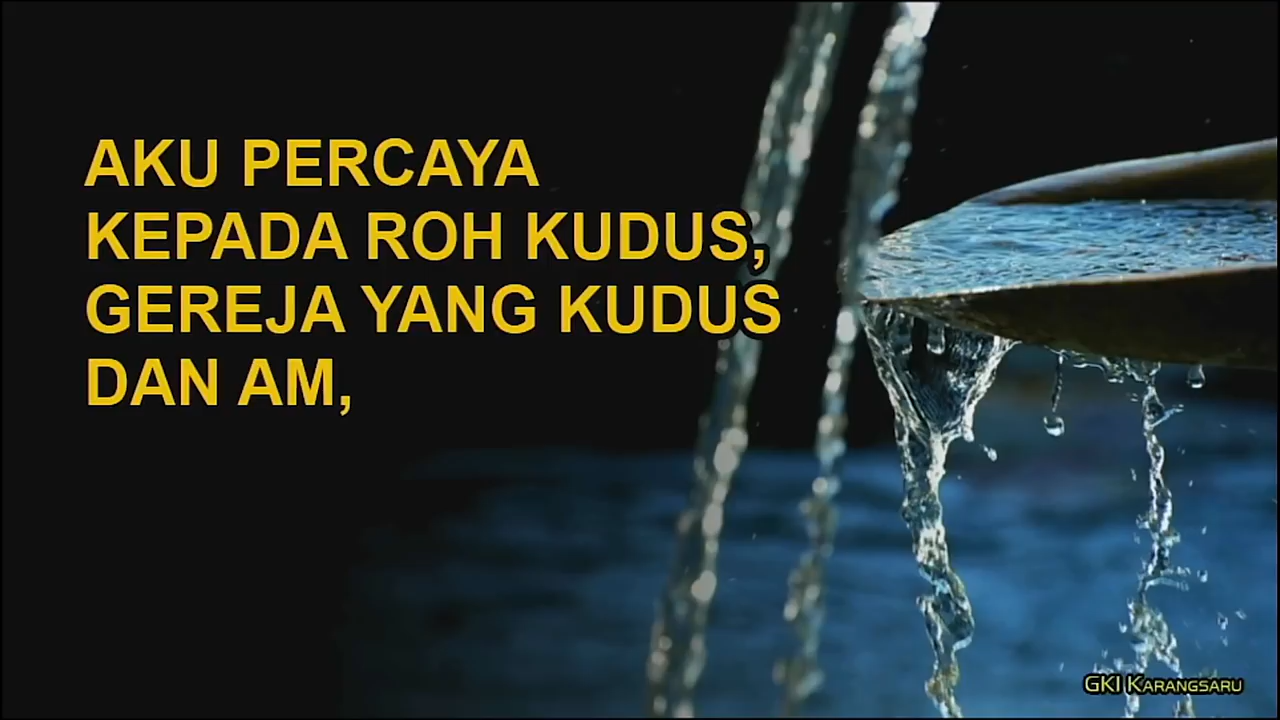 AKU PERCAYA
KEPADA ROH KUDUS,
GEREJA YANG KUDUS
DAN AM,
GKI KARANGSARU